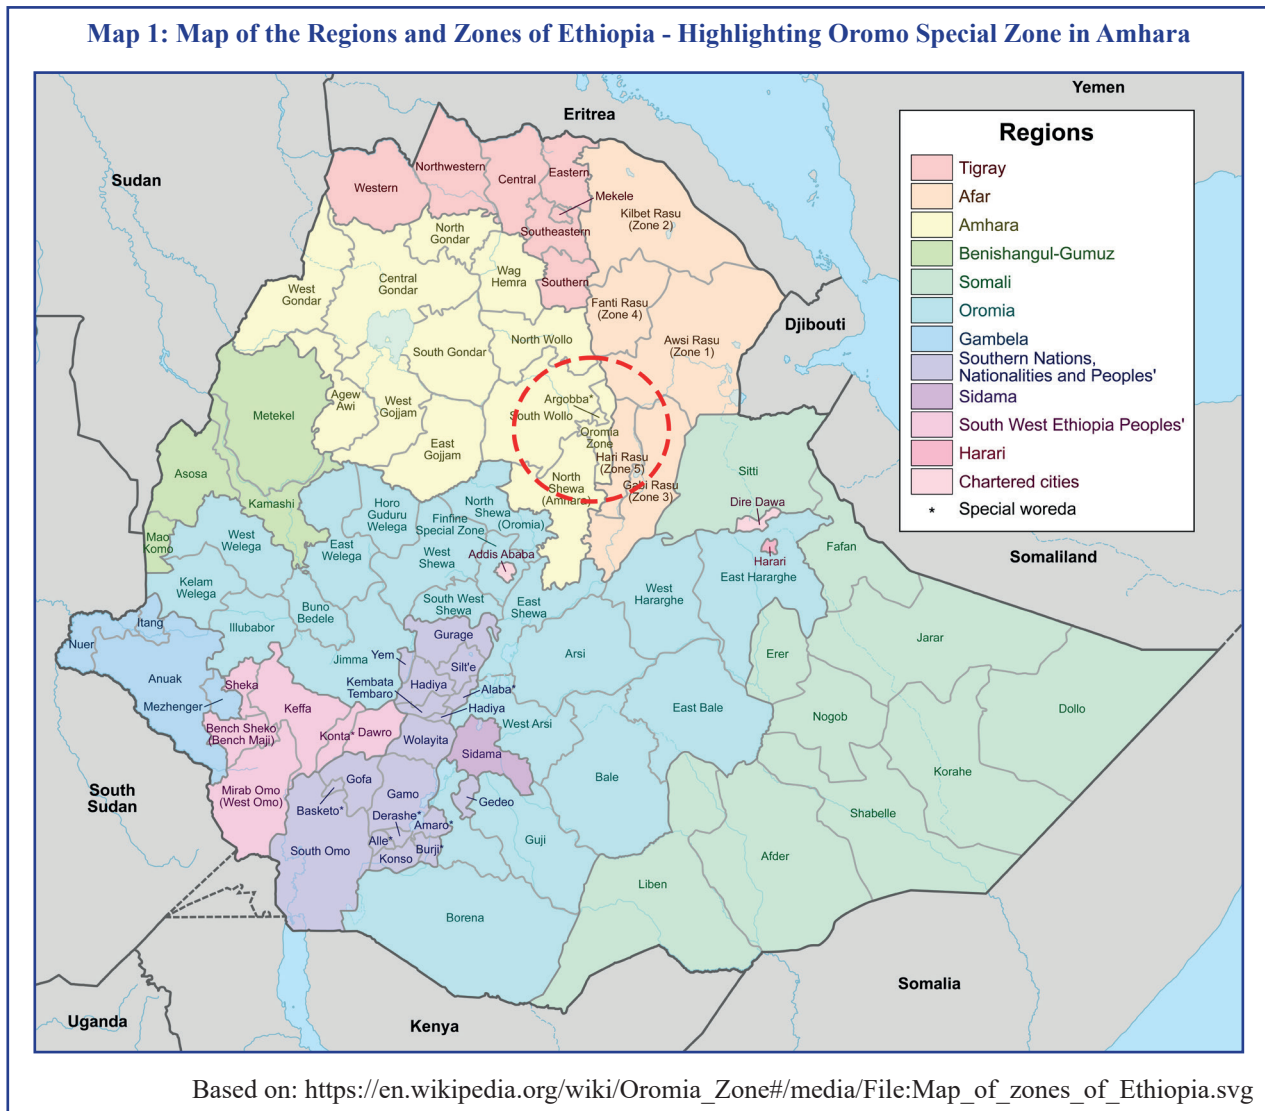 Map 1: Map of the Regions and Zones of Ethiopia - Highlighting Oromo Special Zone in Amhara
Yemen
Eritrea
Sudan
Djibouti
Somaliland
South
Sudan
Somalia
Uganda
Kenya
Regions
Tigray
Afar
Amhara
Benishangul-Gumuz
Somali
Oromia
Gambela
Southern Nations,
Nationalities and Peoples'
Sidama
South West Ethiopia Peoples'
Harari
Chartered cities
* Special woreda
Western
Northwestern
Central
Eastern
Mekele
Southeastern
Southern
Kilbet Rasu
(Zone 2)
Fanti Rasu
(Zone 4)
Awsi Rasu
(Zone 1)
Hari Rasu
(Zone 5)
Gabi Rasu
(Zone 3)
North
Gondar
West
Gondar
Central
Gondar
Wag
Hemra
South Gondar
North Wollo
Argobba*
South Wollo
Oromia
Zone
North
Shewa
(Amhara)
Agew
Awi
West
Gojjam
East
Gojjam
Metekel
Asosa
Kamashi
Mao
Komo
West
Welega
East
Welega
Horo
Guduru
Welega
North
Shewa
(Oromia)
Finfine
Special Zone
West
Shewa
Addis Ababa
Kelam
Welega
Illubabor
Buno
Bedele
South West
Shewa
East
Shewa
Jimma
Arsi
West
Hararghe
East Hararghe
Dire Dawa
Harari
Sitti
Fafan
Jarar
Erer
Nogob
Dollo
Korahe
Shabelle
Afder
Liben
East Bale
Bale
West Arsi
Guji
Borena
Itang
Nuer
Anuak
Mezhenger
Sheka
Keffa
Bench Sheko
(Bench Maji)
Konta*
Dawro
Mirab Omo
(West Omo)
Gurage
Yem
Silt'e
Hadiya
Kembata
Tembaro
Alaba*
Hadiya
Wolayita
Sidama
Gedeo
Gofa
Gamo
Basketo*
Derashe*
Amaro*
Alle*
Burji*
Konso
South Omo
Based on: https://en.wikipedia.org/wiki/Oromia_Zone#/media/File:Map_of_zones_of_Ethiopia.svg